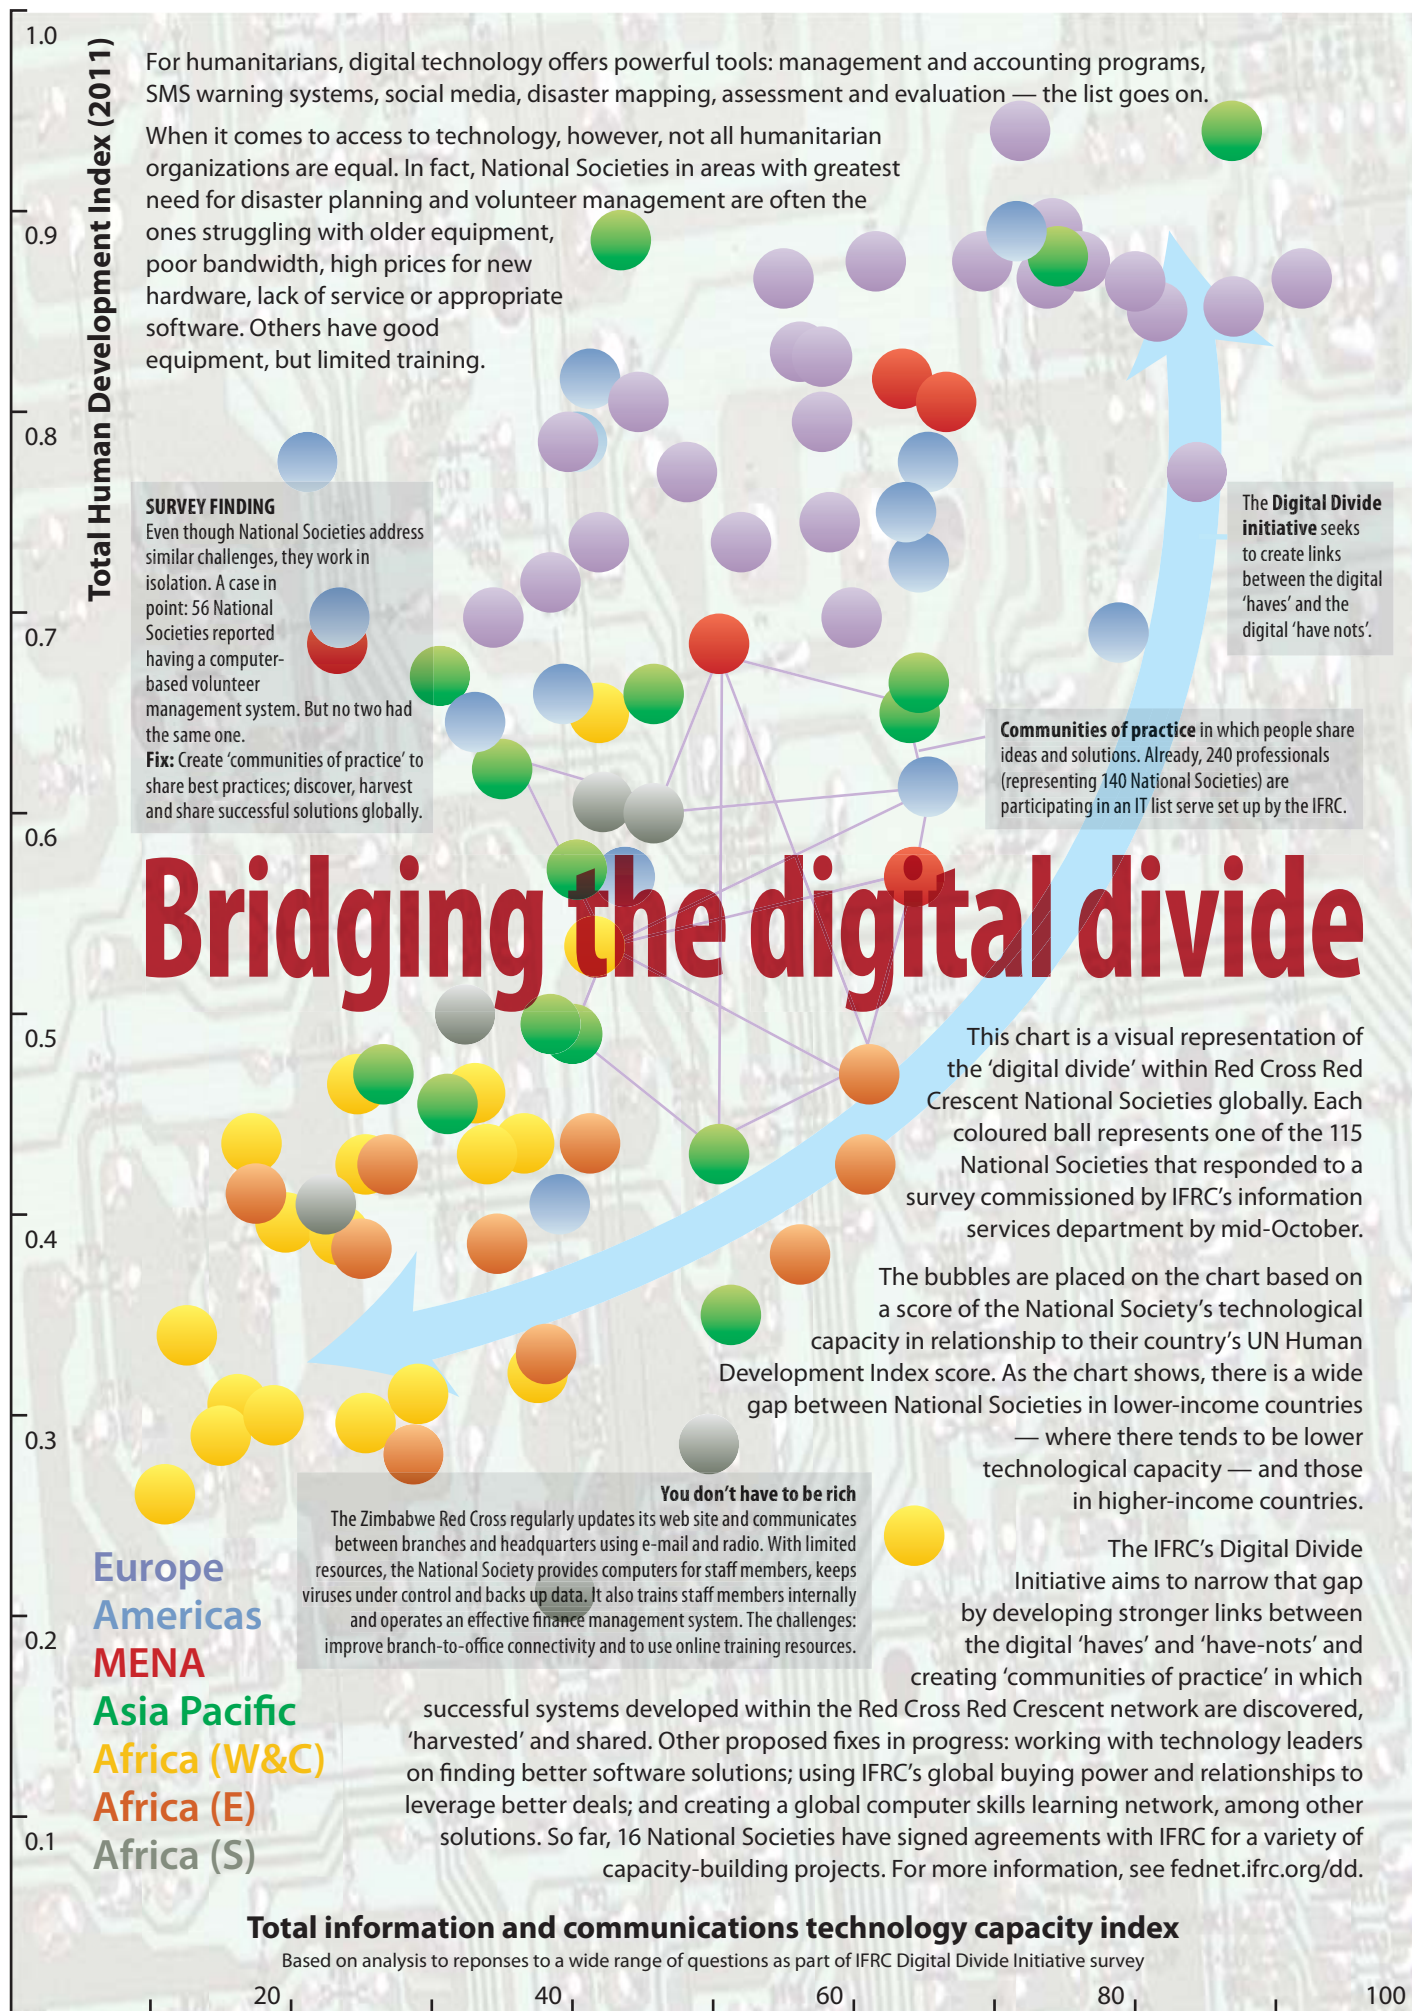 1.0
0.9
0.8
0.7
0.6
0.5
0.4
0.3
0.2
0.1
Total Human Development Index (2011)
For humanitarians, digital technology offers powerful tools: management and accounting programs,
SMS warning systems, social media, disaster mapping, assessment and evaluation — the list goes on.
When it comes to access to technology, however, not all humanitarian
organizations are equal. In fact, National Societies in areas with greatest
need for disaster planning and volunteer management are often the
ones struggling with older equipment,
poor bandwidth, high prices for new
hardware, lack of service or appropriate
software. Others have good
equipment, but limited training.
SURVEY FINDING
Even though National Societies address
similar challenges, they work in
isolation. A case in
point: 56 National
Societies reported
having a computer-
based volunteer
management system. But no two had
the same one.
Fix: Create ‘communities of practice’ to
share best practices; discover, harvest
and share successful solutions globally.
The Digital Divide
initiative seeks
to create links
between the digital
‘haves’ and the
digital ‘have nots’.
Communities of practice in which people share
ideas and solutions. Already, 240 professionals
(representing 140 National Societies) are
participating in an IT list serve set up by the IFRC.
Bridging the digital divide
This chart is a visual representation of
the ‘digital divide’ within Red Cross Red
Crescent National Societies globally. Each
coloured ball represents one of the 115
National Societies that responded to a
survey commissioned by IFRC’s information
services department by mid-October.
The bubbles are placed on the chart based on
a score of the National Society’s technological
capacity in relationship to their country’s UN Human
Development Index score. As the chart shows, there is a wide
gap between National Societies in lower-income countries
— where there tends to be lower
technological capacity — and those
in higher-income countries.
You don’t have to be rich
The Zimbabwe Red Cross regularly updates its web site and communicates
between branches and headquarters using e-mail and radio. With limited
resources, the National Society provides computers for staff members, keeps
viruses under control and backs up data. It also trains staff members internally
and operates an effective finance management system. The challenges:
improve branch-to-office connectivity and to use online training resources.
The IFRC’s Digital Divide
Initiative aims to narrow that gap
by developing stronger links between
the digital ‘haves’ and ‘have-nots’ and
creating ‘communities of practice’ in which
successful systems developed within the Red Cross Red Crescent network are discovered,
‘harvested’ and shared. Other proposed fixes in progress: working with technology leaders
on finding better software solutions; using IFRC’s global buying power and relationships to
leverage better deals; and creating a global computer skills learning network, among other
solutions. So far, 16 National Societies have signed agreements with IFRC for a variety of
capacity-building projects. For more information, see fednet.ifrc.org/dd.
Europe
Americas
MENA
Asia Pacific
Africa (W&C)
Africa (E)
Africa (S)
Total information and communications technology capacity index
Based on analysis to reponses to a wide range of questions as part of IFRC Digital Divide Initiative survey
20 40 60 80 100